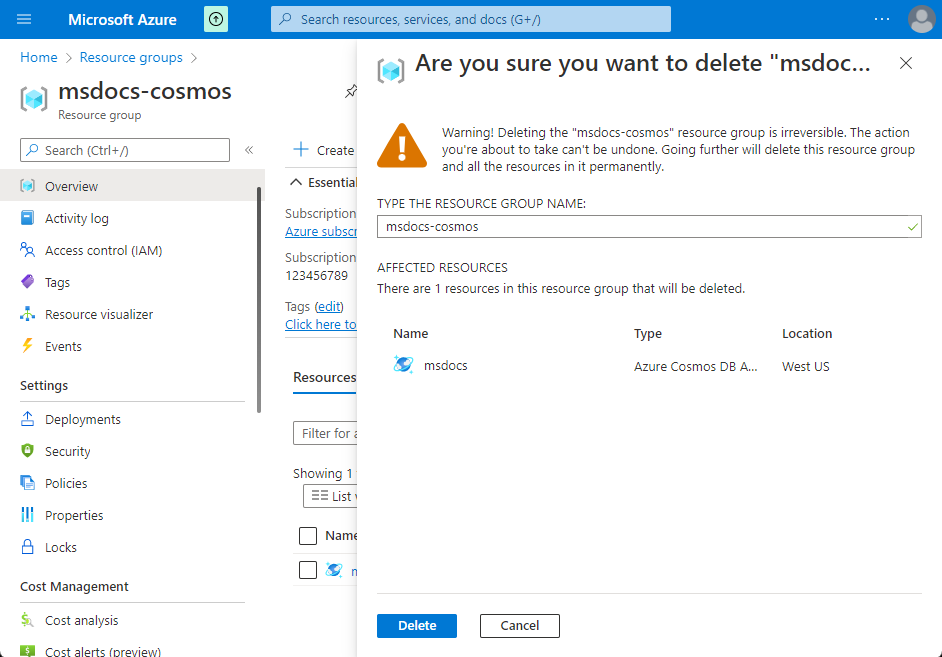 Microsoft Azure
Search resources, services, and docs (G+/)
Home > Resource groups >
msdocs-cosmos
Resource group
Search (Ctrl+/)
Overview
Activity log
Access control (IAM)
Tags
Resource visualizer
Events
Settings
Deployments
Security
Policies
Properties
Locks
Cost Management
Cost analysis
Cost alerts (preview)
Create
Essential
Subscription
Azure subscr
Subscription
123456789
Tags (edit)
Click here to
Resources
Filter for a
Showing 1
List v
Name
Are you sure you want to delete "msdoc...
Warning! Deleting the "msdocs-cosmos" resource group is irreversible. The action
you're about to take can't be undone. Going further will delete this resource group
and all the resources in it permanently.
TYPE THE RESOURCE GROUP NAME:
msdocs-cosmos
AFFECTED RESOURCES
There are 1 resources in this resource group that will be deleted.
Name Type Location
msdocs Azure Cosmos DB A... West US
Delete Cancel